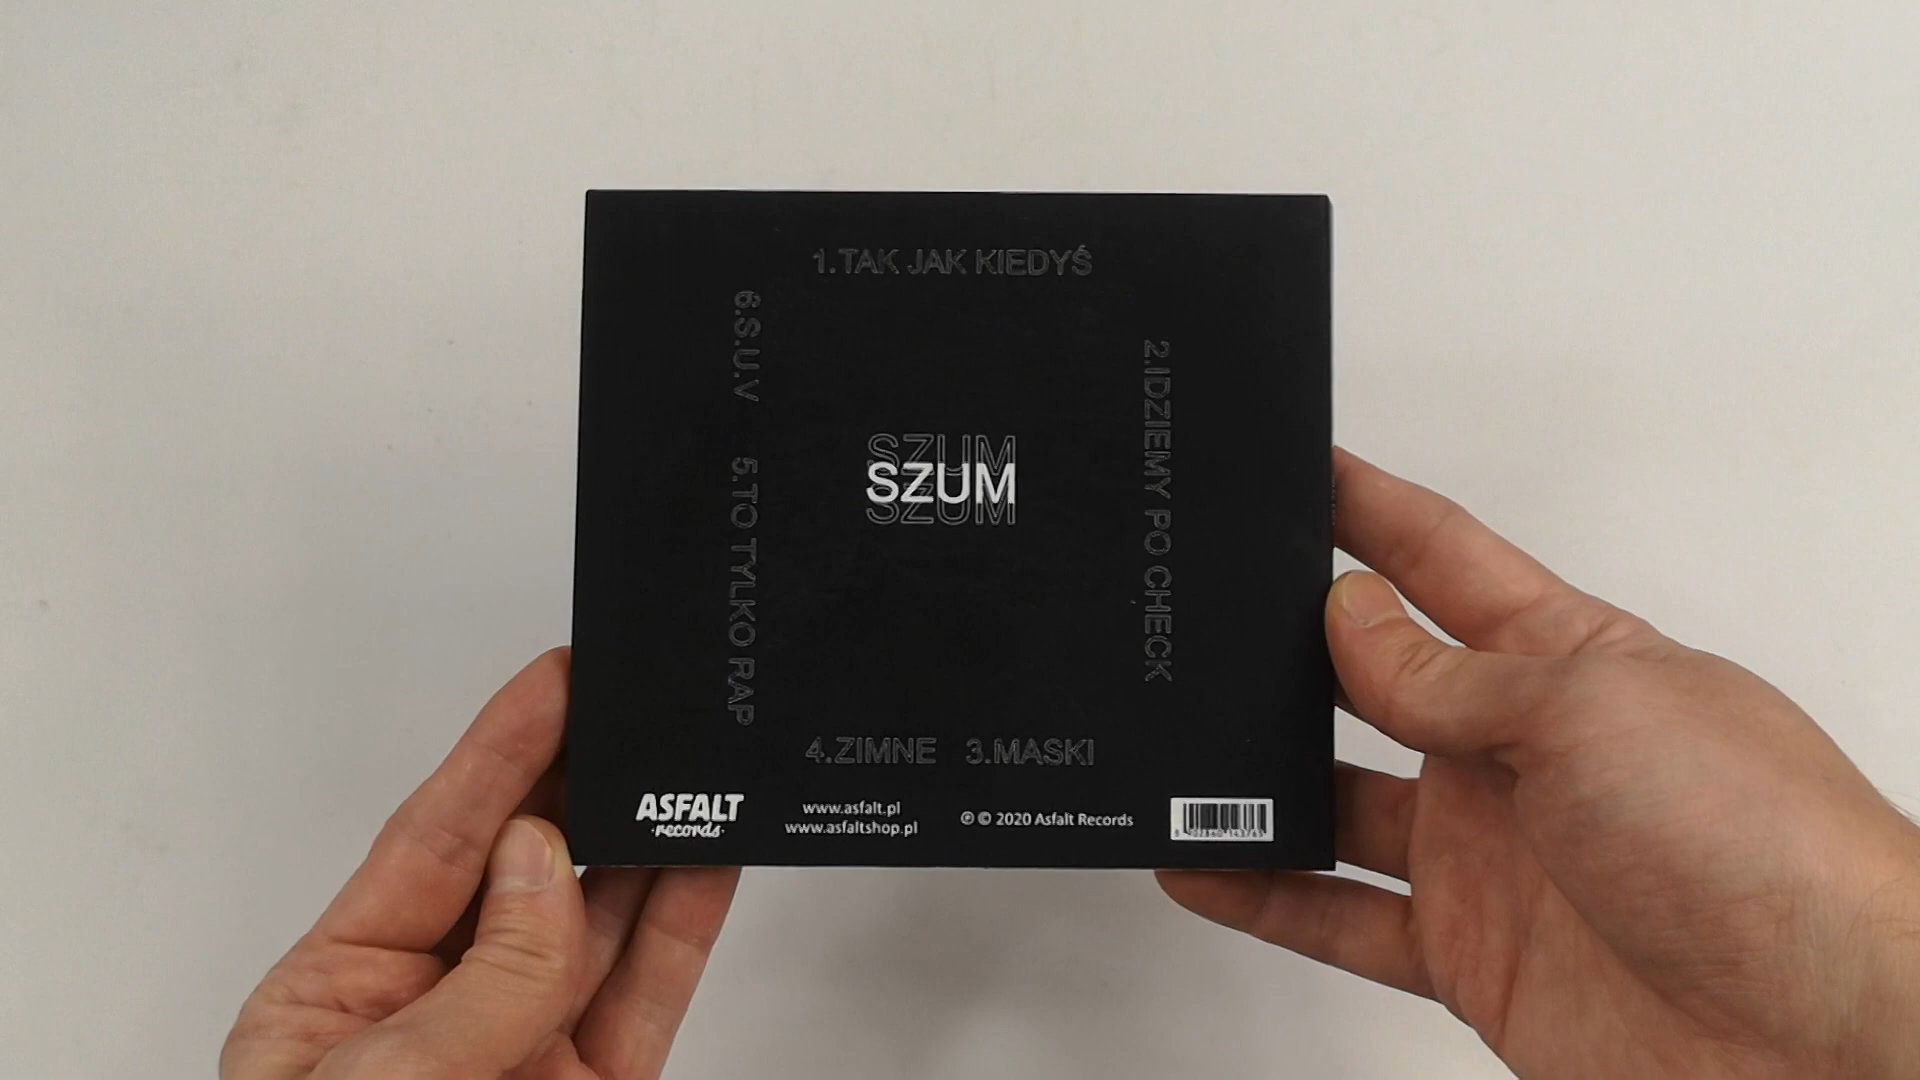 1.TAK JAK KIEDYŚ
2.IDZIEMY PO CHECK
3.MASKI
4.ZIMNE
5.TO TYLKO RAP
6.S.U.V
SZUM
SZUM
SZUM
ASFALT
records
www.asfalt.pl
www.asfaltshop.pl
℗ © 2020 Asfalt Records